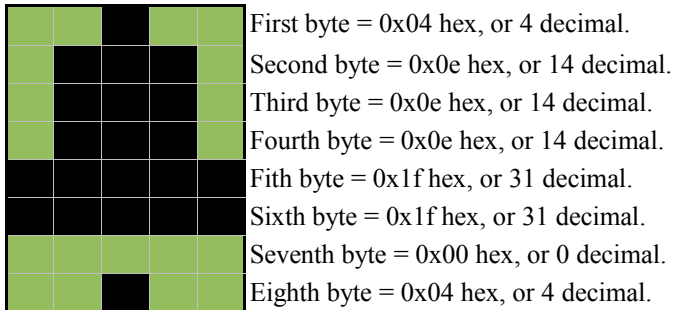 First byte = 0x04 hex, or 4 decimal.
Second byte = 0x0e hex, or 14 decimal.
Third byte = 0x0e hex, or 14 decimal.
Fourth byte = 0x0e hex, or 14 decimal.
Fith byte = 0x1f hex, or 31 decimal.
Sixth byte = 0x1f hex, or 31 decimal.
Seventh byte = 0x00 hex, or 0 decimal.
Eighth byte = 0x04 hex, or 4 decimal.